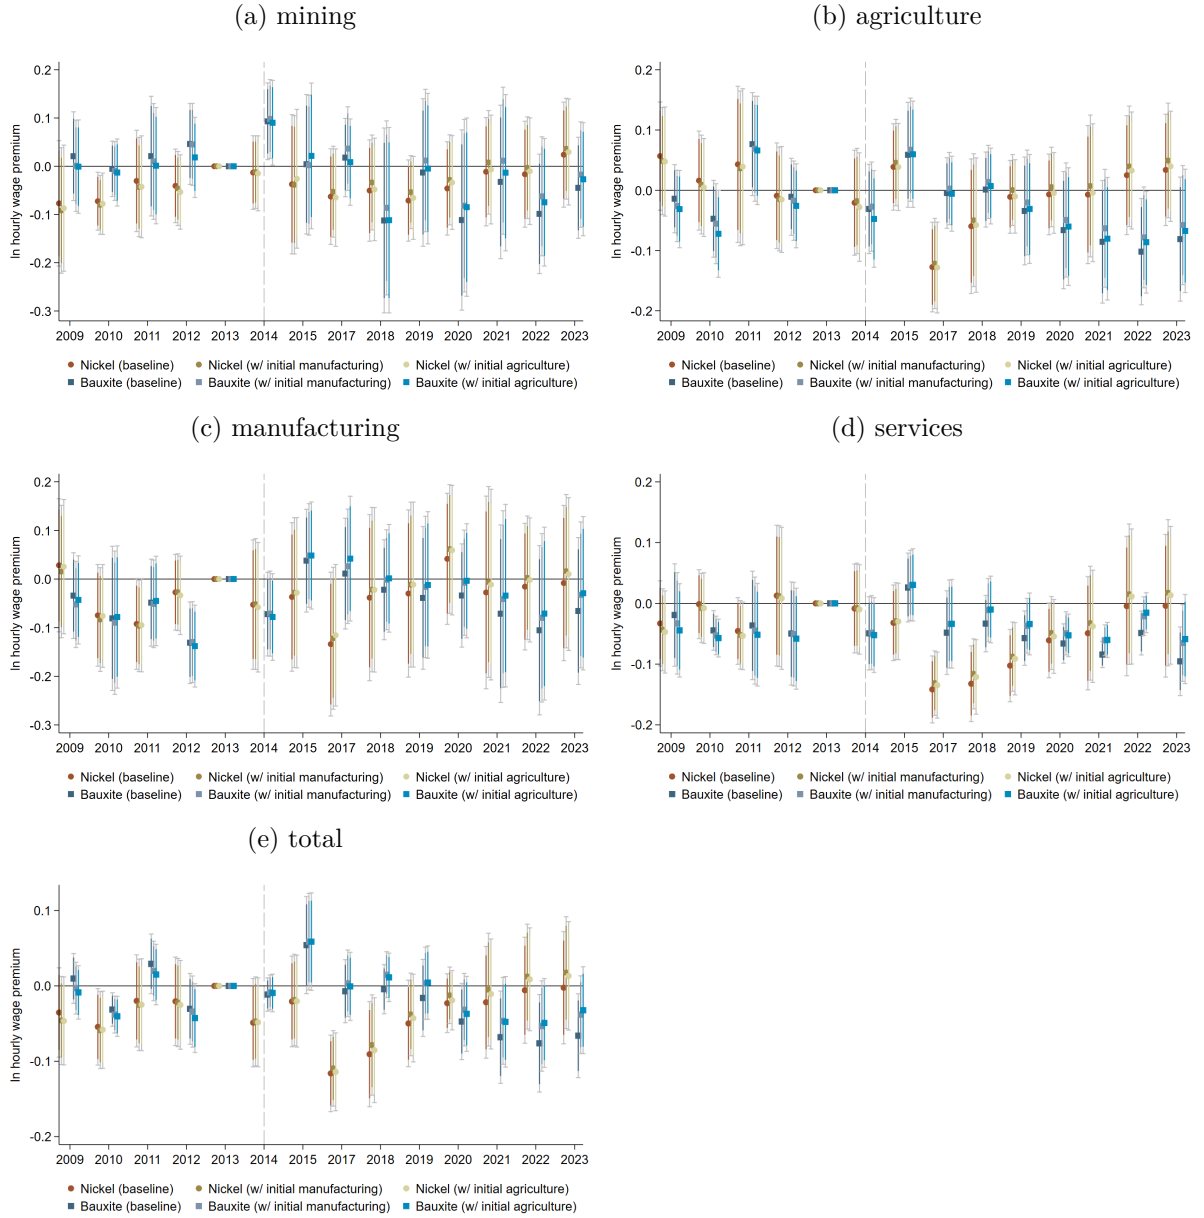 (a) mining
ln hourly wage premium
0.2
0.1
0.0
-0.1
-0.2
-0.3
2009 2010 2011 2012 2013 2014 2015 2017 2018 2019 2020 2021 2022 2023
Nickel (baseline) Nickel (w/ initial manufacturing) Nickel (w/ initial agriculture)
Bauxite (baseline) Bauxite (w/ initial manufacturing) Bauxite (w/ initial agriculture)
(b) agriculture
ln hourly wage premium
0.2
0.1
0.0
-0.1
-0.2
2009 2010 2011 2012 2013 2014 2015 2017 2018 2019 2020 2021 2022 2023
Nickel (baseline) Nickel (w/ initial manufacturing) Nickel (w/ initial agriculture)
Bauxite (baseline) Bauxite (w/ initial manufacturing) Bauxite (w/ initial agriculture)
(c) manufacturing
ln hourly wage premium
0.2
0.1
0.0
-0.1
-0.2
-0.3
2009 2010 2011 2012 2013 2014 2015 2017 2018 2019 2020 2021 2022 2023
Nickel (baseline) Nickel (w/ initial manufacturing) Nickel (w/ initial agriculture)
Bauxite (baseline) Bauxite (w/ initial manufacturing) Bauxite (w/ initial agriculture)
(d) services
ln hourly wage premium
0.2
0.1
0.0
-0.1
-0.2
2009 2010 2011 2012 2013 2014 2015 2017 2018 2019 2020 2021 2022 2023
Nickel (baseline) Nickel (w/ initial manufacturing) Nickel (w/ initial agriculture)
Bauxite (baseline) Bauxite (w/ initial manufacturing) Bauxite (w/ initial agriculture)
(e) total
ln hourly wage premium
0.1
0.0
-0.1
-0.2
2009 2010 2011 2012 2013 2014 2015 2017 2018 2019 2020 2021 2022 2023
Nickel (baseline) Nickel (w/ initial manufacturing) Nickel (w/ initial agriculture)
Bauxite (baseline) Bauxite (w/ initial manufacturing) Bauxite (w/ initial agriculture)